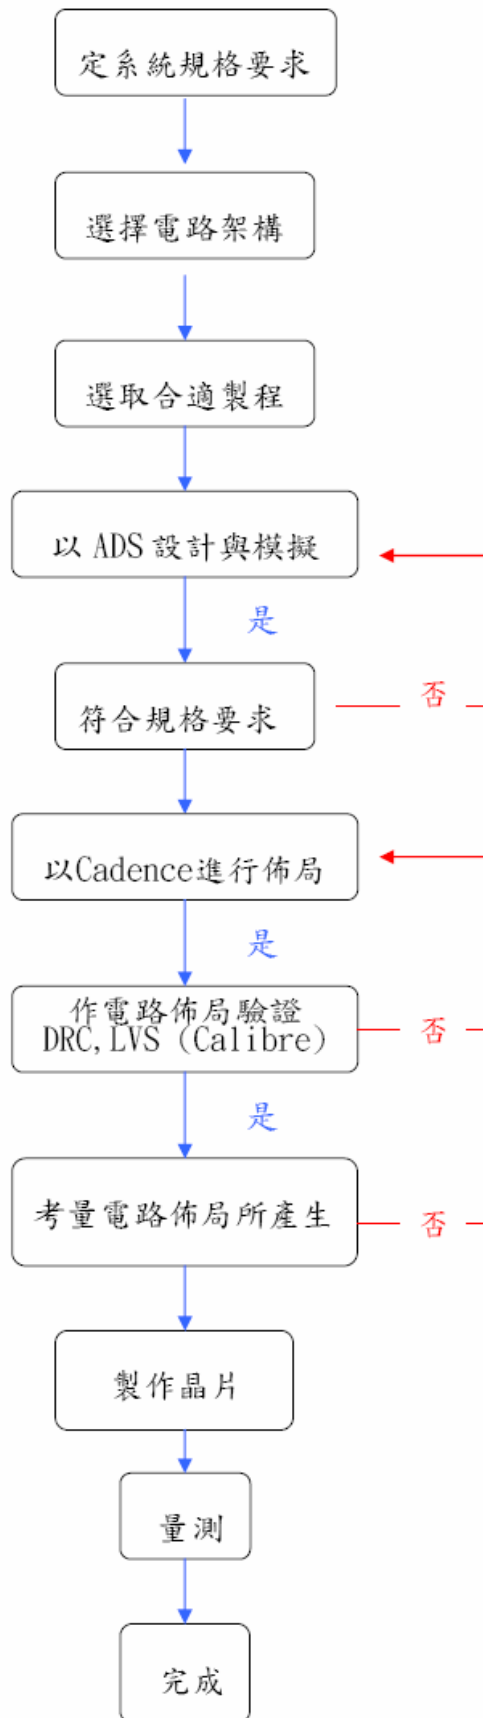 定系統規格要求
選擇電路架構
選取合適製程
以 ADS 設計與模擬
是
符合規格要求
否
以Cadence進行佈局
是
作電路佈局驗證
DRC, LVS (Calibre)
否
是
考量電路佈局所產生
否
製作晶片
量測
完成